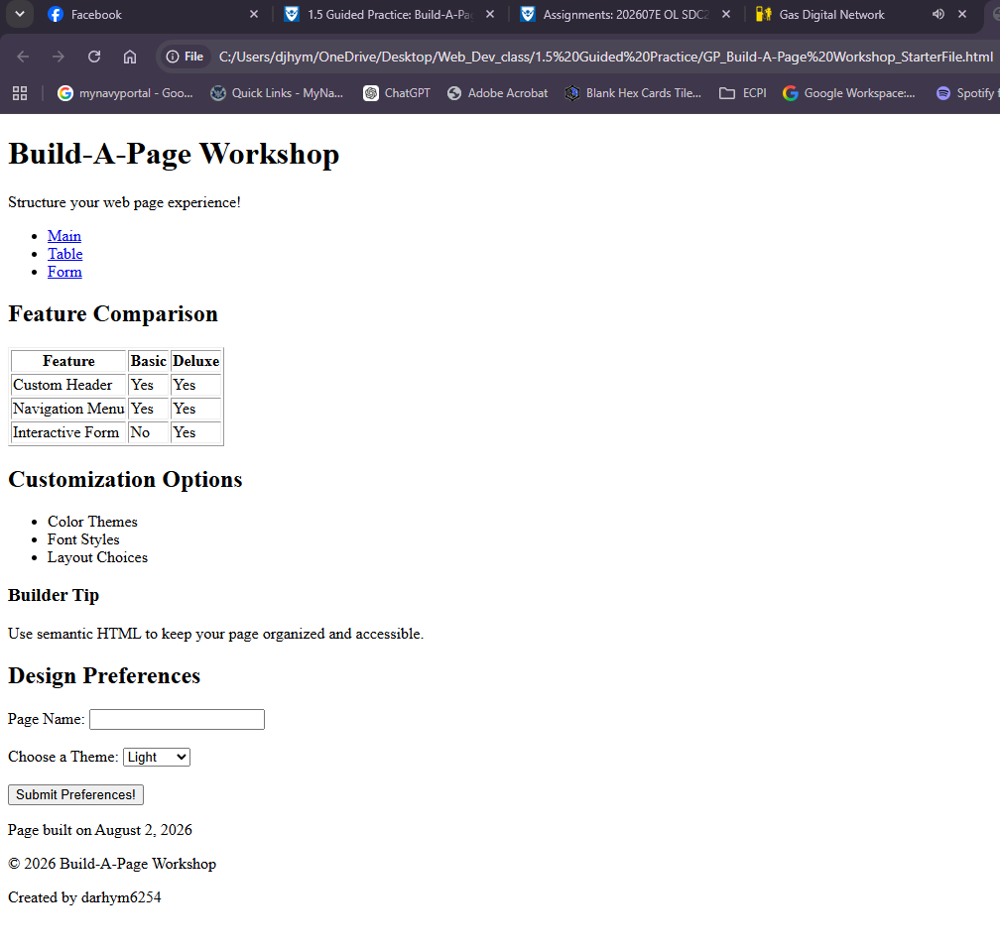 Facebook
1.5 Guided Practice: Build-A-Pa
Assignments: 202607E OL SDC2
Gas Digital Network
File
C:/Users/djhym/OneDrive/Desktop/Web_Dev_class/1.5%20Guided%20Practice/GP_Build-A-Page%20Workshop_StarterFile.html
mynavyportal - Goo...
Quick Links - MyNa...
ChatGPT
Adobe Acrobat
Blank Hex Cards Tile...
ECPI
Google Workspace:...
Spotify f
Build-A-Page Workshop
Structure your web page experience!
Main
Table
Form
Feature Comparison
Feature Basic Deluxe
Custom Header Yes Yes
Navigation Menu Yes Yes
Interactive Form No Yes
Customization Options
Color Themes
Font Styles
Layout Choices
Builder Tip
Use semantic HTML to keep your page organized and accessible.
Design Preferences
Page Name:
Choose a Theme: Light
Submit Preferences!
Page built on August 2, 2026
© 2026 Build-A-Page Workshop
Created by darhym6254